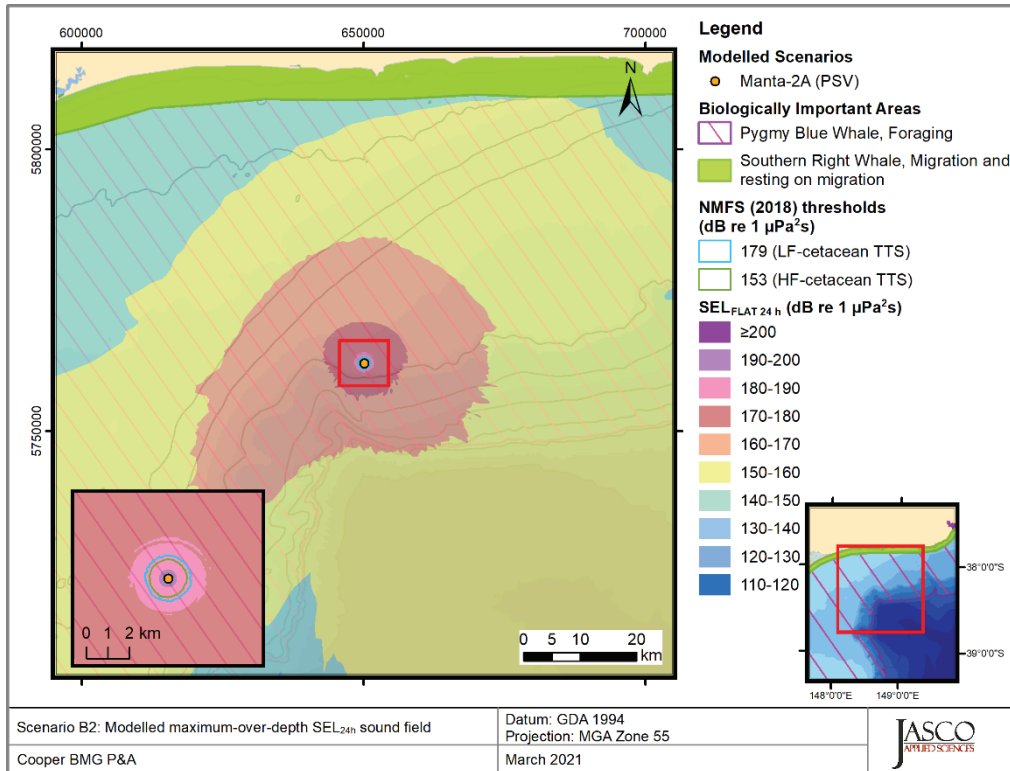 600000 650000 700000
5800000
5750000
N
0 1 2 km
0 5 10 20
km
Legend
Modelled Scenarios
Manta-2A (PSV)
Biologically Important Areas
Pygmy Blue Whale, Foraging
Southern Right Whale, Migration and
resting on migration
NMFS (2018) thresholds
(dB re 1 µPa²s)
179 (LF-cetacean TTS)
153 (HF-cetacean TTS)
SEL FLAT 24 h (dB re 1 µPa²s)
≥200
190-200
180-190
170-180
160-170
150-160
140-150
130-140
120-130
110-120
38°0'0"S
39°0'0"S
148°0'0"E 149°0'0"E
Scenario B2: Modelled maximum-over-depth SEL24h sound field
Datum: GDA 1994
Projection: MGA Zone 55
Cooper BMG P&A
March 2021
JASCO
APPLIED SCIENCES